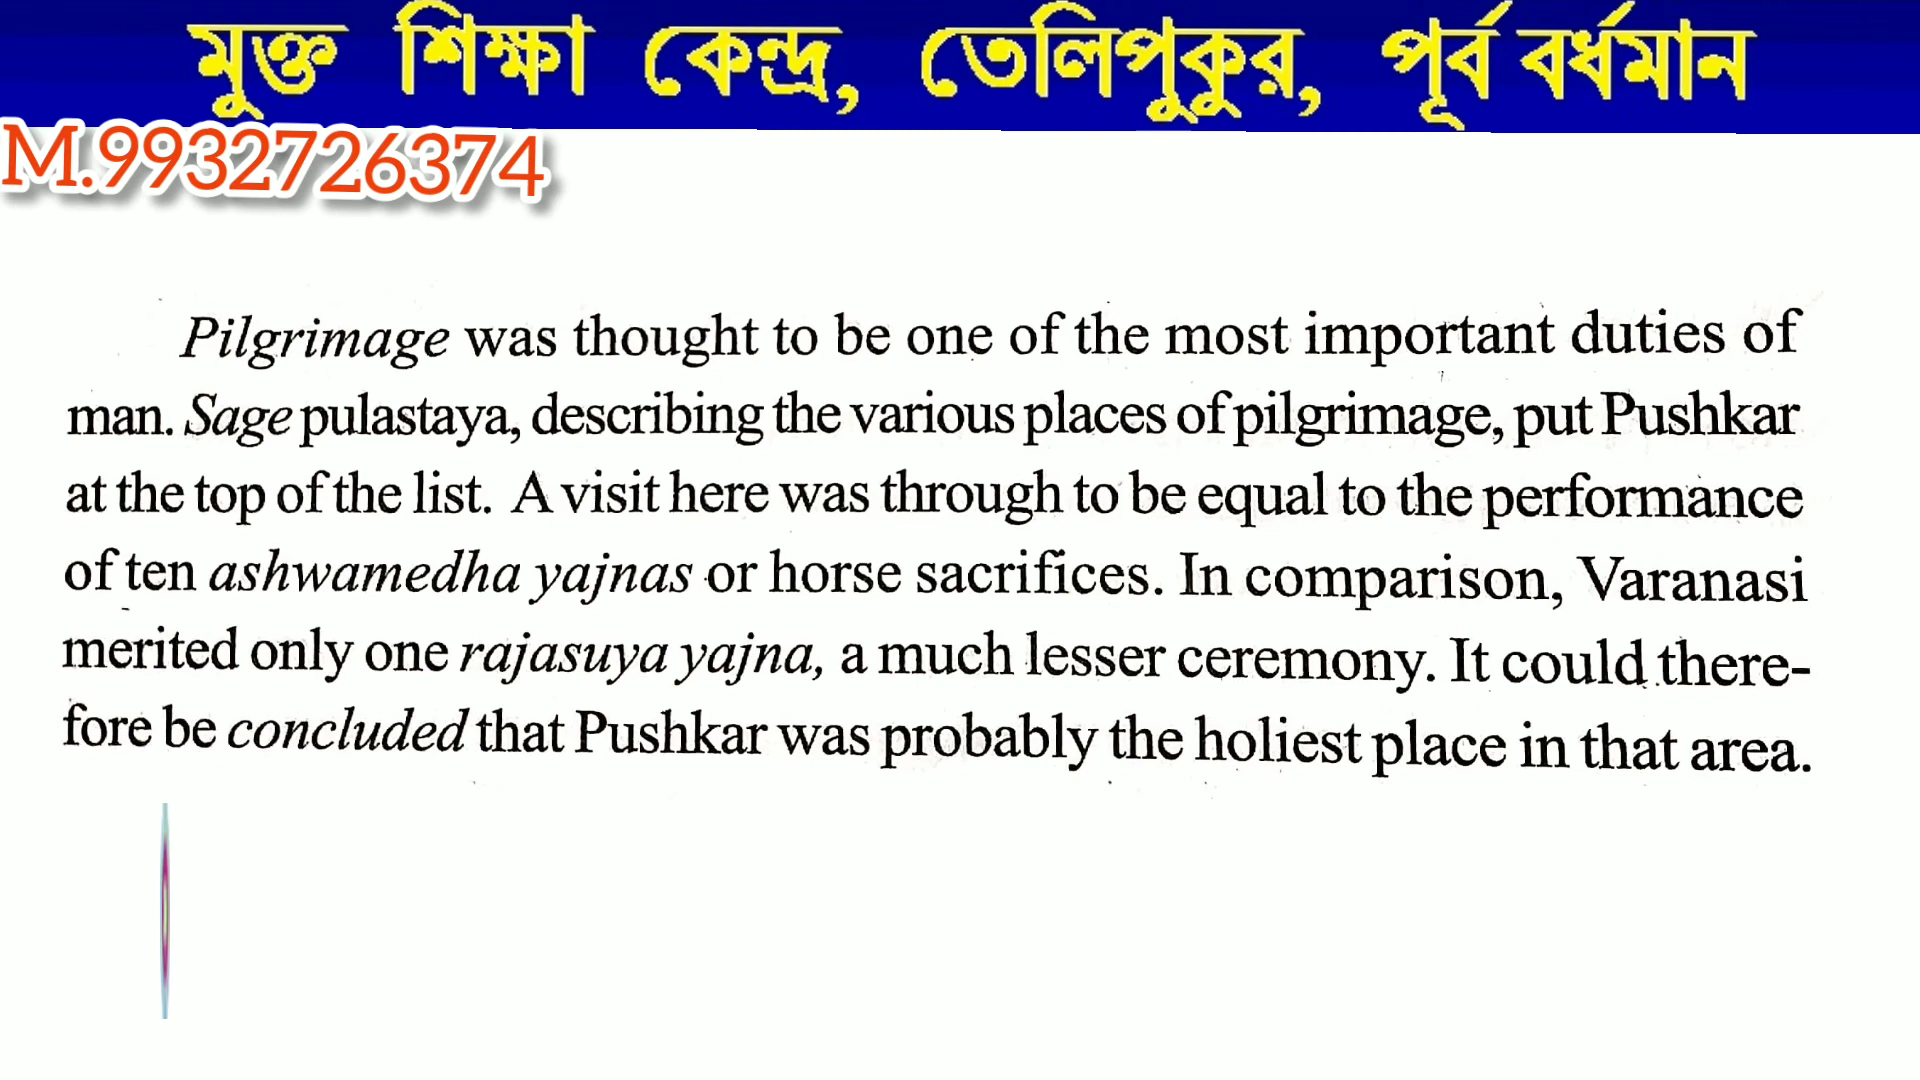 মুক্ত শিক্ষা কেন্দ্র, তেলিপুকুর, পূর্ব বর্ধমান
M.9932726374
Pilgrimage was thought to be one of the most important duties of
man. Sage pulastaya, describing the various places of pilgrimage, put Pushkar
at the top of the list. A visit here was through to be equal to the performance
of ten ashwamedha yajnas or horse sacrifices. In comparison, Varanasi
merited only one rajasuya yajna, a much lesser ceremony. It could there-
fore be concluded that Pushkar was probably the holiest place in that area.